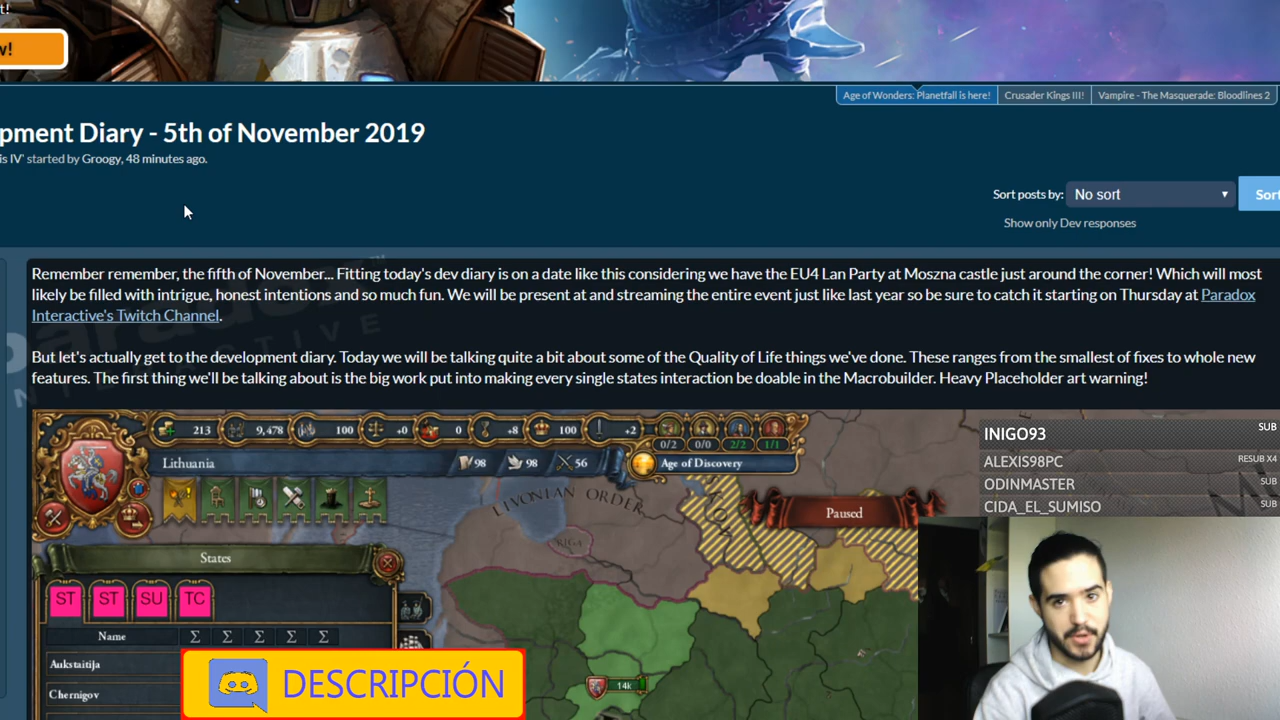 t!
w!
Age of Wonders: Planetfall is here!
Crusader Kings III!
Vampire - The Masquerade: Bloodlines 2
pment Diary - 5th of November 2019
is IV' started by Groogy, 48 minutes ago.
Sort posts by:
No sort
Sort
Show only Dev responses
Remember remember, the fifth of November... Fitting today's dev diary is on a date like this considering we have the EU4 Lan Party at Moszna castle just around the corner! Which will most
likely be filled with intrigue, honest intentions and so much fun. We will be present at and streaming the entire event just like last year so be sure to catch it starting on Thursday at Paradox
Interactive's Twitch Channel.
But let's actually get to the development diary. Today we will be talking quite a bit about some of the Quality of Life things we've done. These ranges from the smallest of fixes to whole new
features. The first thing we'll be talking about is the big work put into making every single states interaction be doable in the Macrobuilder. Heavy Placeholder art warning!
213 9,478 100 +0 0 +8 100 +2
0/2 0/0 2/2 1/1
Lithuania
98 98 56
Age of Discovery
LIVONIAN ORDER
RIGA
Paused
States
ST ST SU TC
Name Σ Σ Σ Σ Σ
Aukstaitija
Chernigov
14k
INIGO93 SUB
ALEXIS98PC RESUB X4
ODINMASTER SUB
CIDA_EL_SUMISO SUB
DESCRIPCIÓN